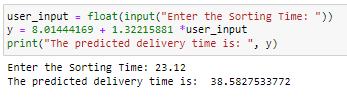 user_input = float(input("Enter the Sorting Time: "))
y = 8.01444169 + 1.32215881 *user_input
print("The predicted delivery time is: ", y)
Enter the Sorting Time: 23.12
The predicted delivery time is:  38.5827533772